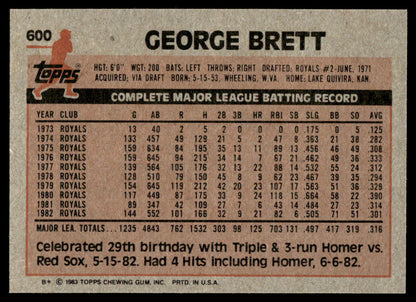 600
GEORGE BRETT
Topps
HGT: 6'0" WGT: 200 BATS: LEFT THROWS: RIGHT DRAFTED: ROYALS #2-JUNE, 1971
ACQUIRED: VIA DRAFT BORN: 5-15-53, WHEELING, W.VA. HOME: LAKE QUIVIRA, KAN.
COMPLETE MAJOR LEAGUE BATTING RECORD
YEAR CLUB G AB R H 2B 3B HR RBI SB SLG BB SO AVG
1973 ROYALS 13 40 2 5 2 0 0 0 0 .175 0 5 .125
1974 ROYALS 133 457 49 129 21 5 2 47 8 .363 21 38 .282
1975 ROYALS 159 634 84 195 35 13 11 89 13 .456 46 49 .308
1976 ROYALS 159 645 94 215 34 14 7 67 21 .462 49 36 .333
1977 ROYALS 139 564 105 176 32 13 22 88 14 .532 55 24 .312
1978 ROYALS 128 510 79 150 45 8 9 62 23 .467 39 35 .294
1979 ROYALS 154 645 119 212 42 20 23 107 17 .563 51 36 .329
1980 ROYALS 117 449 87 175 33 9 24 118 15 .664 58 22 .390
1981 ROYALS 89 347 42 109 27 7 6 43 14 .484 27 23 .314
1982 ROYALS 144 552 101 166 32 9 21 82 6 .505 71 51 .301
MAJOR LEA. TOTALS 1235 4843 762 1532 303 98 125 703 131 .500 417 319 .316
Celebrated 29th birthday with Triple & 3-run Homer vs.
Red Sox, 5-15-82. Had 4 Hits including Homer, 6-6-82.
B* © 1983 TOPPS CHEWING GUM, INC. PRTD. IN U.S.A.